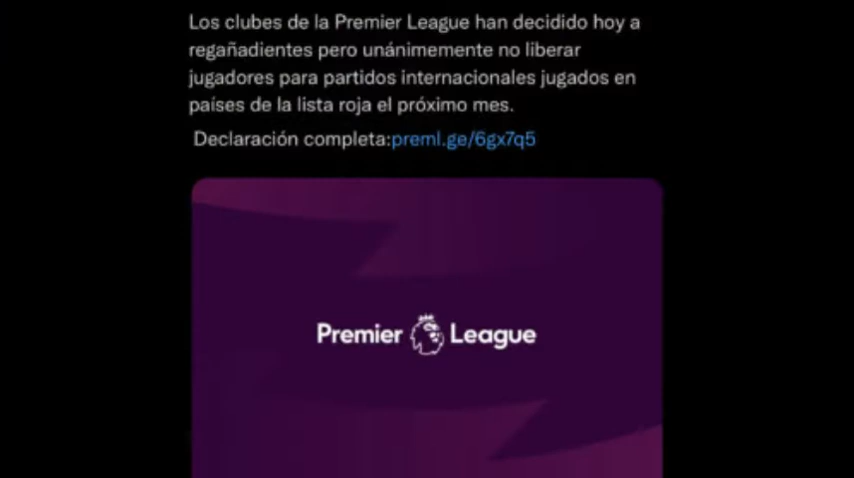 Los clubes de la Premier League han decidido hoy a
regañadientes pero unánimemente no liberar
jugadores para partidos internacionales jugados en
países de la lista roja el próximo mes.
Declaración completa:preml.ge/6gx7q5
Premier League